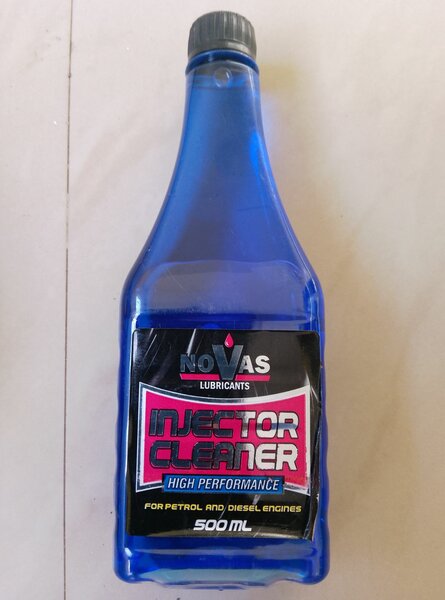 NOVAS
LUBRICANTS
INJECTOR
CLEANER
HIGH PERFORMANCE
FOR PETROL AND DIESEL ENGINES
500 ML